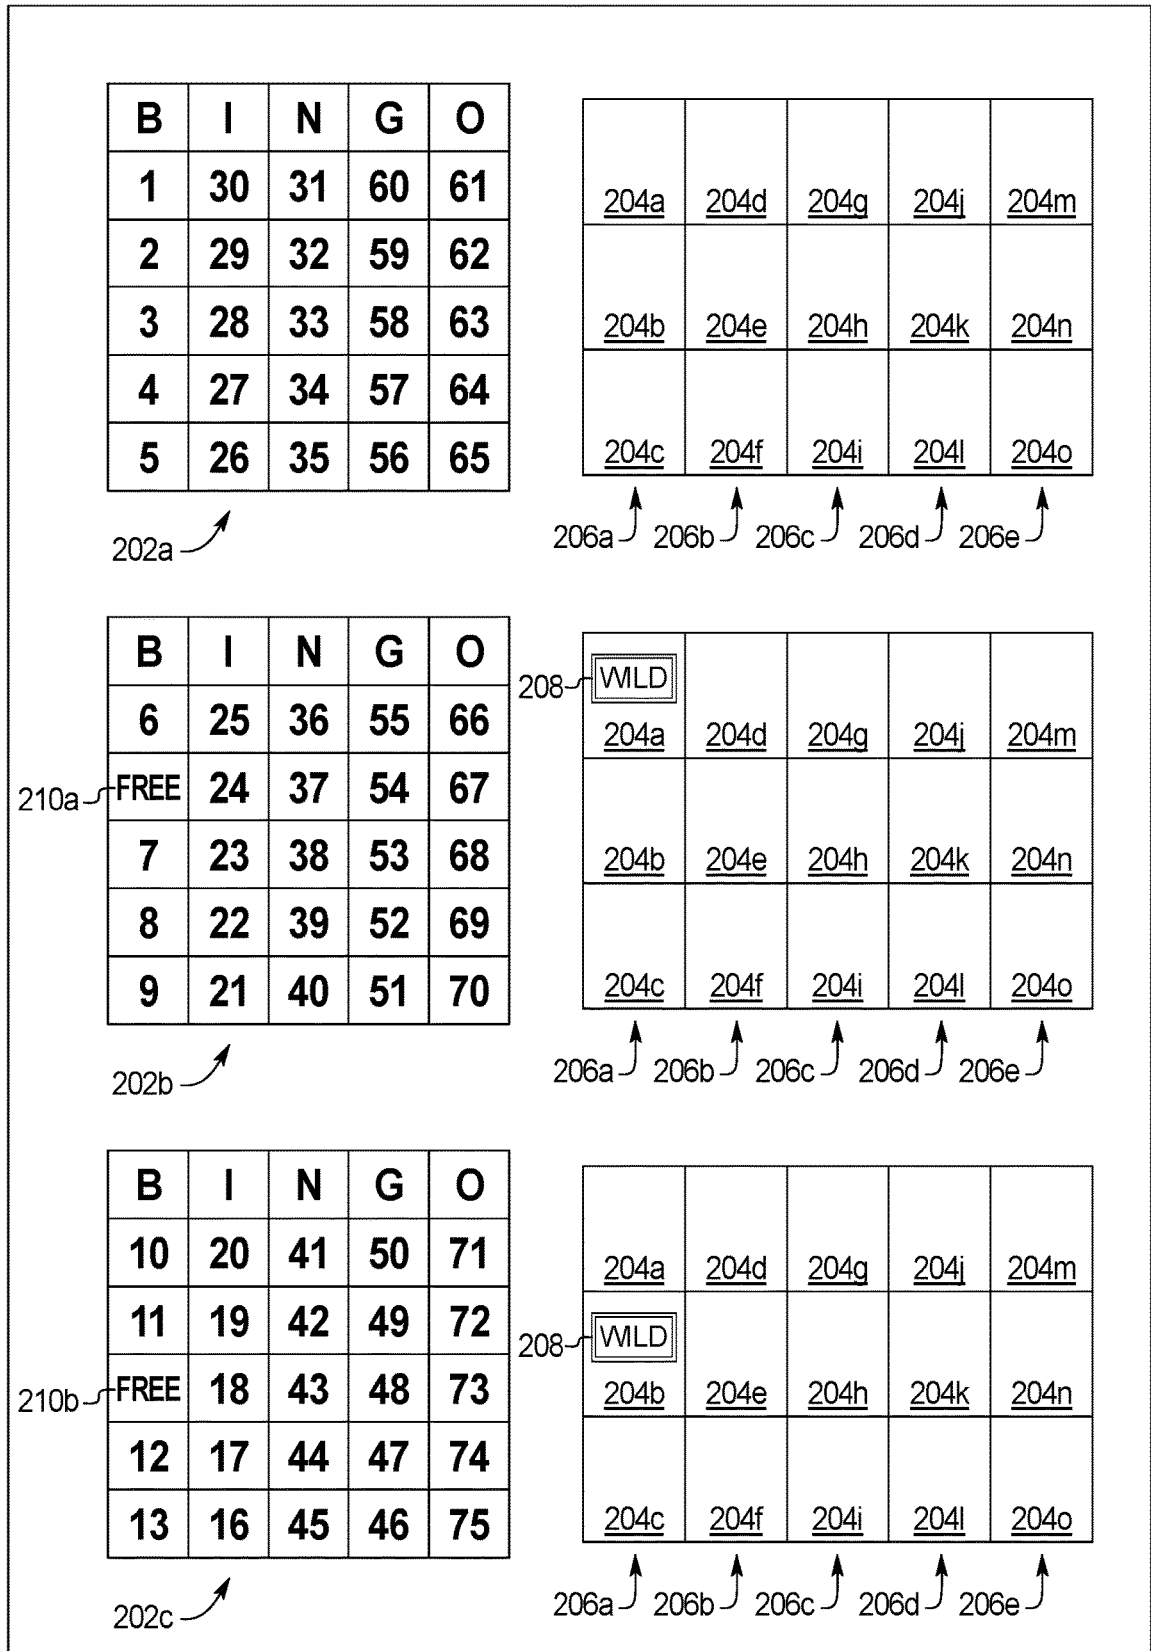 B I N G O
1 30 31 60 61
2 29 32 59 62
3 28 33 58 63
4 27 34 57 64
5 26 35 56 65
202a
204a 204d 204g 204j 204m
204b 204e 204h 204k 204n
204c 204f 204i 204l 204o
206a 206b 206c 206d 206e
B I N G O
6 25 36 55 66
210a FREE 24 37 54 67
7 23 38 53 68
8 22 39 52 69
9 21 40 51 70
202b
208 WILD
204a 204d 204g 204j 204m
204b 204e 204h 204k 204n
204c 204f 204i 204l 204o
206a 206b 206c 206d 206e
B I N G O
10 20 41 50 71
11 19 42 49 72
210b FREE 18 43 48 73
12 17 44 47 74
13 16 45 46 75
202c
204a 204d 204g 204j 204m
208 WILD
204b 204e 204h 204k 204n
204c 204f 204i 204l 204o
206a 206b 206c 206d 206e